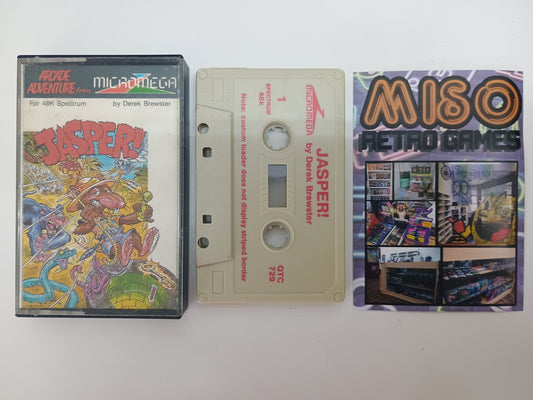 ARCADE
ADVENTURE from
MICROMEGA
For 48K Spectrum
by Derek Brewster
JASPER!
1
SPECTRUM
48K
MICROMEGA
JASPER!
by Derek Brewster
Note: custom loader does not display striped border
QTC
729
MISO
RETRO GAMES